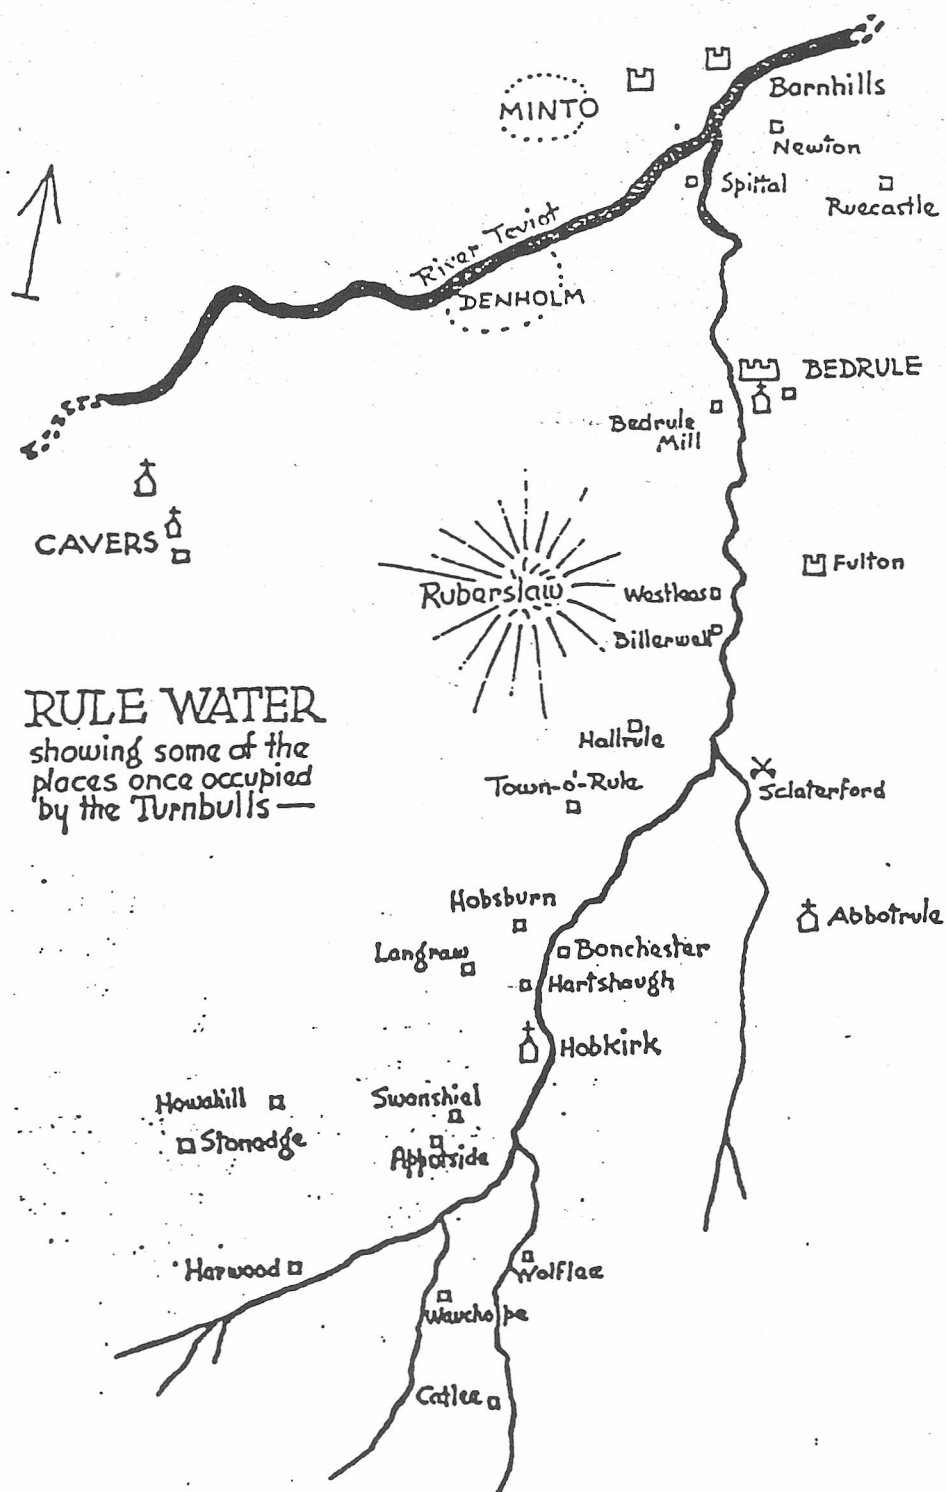 MINTO
Barnhills
Newton
Spittal
Ruecastle
River Teviot
DENHOLM
BEDRULE
Bedrule
Mill
CAVERS
Fulton
Ruberslaw
Westlees
Billerwell
RULE WATER
showing some of the
places once occupied
by the Turnbulls —
Hallrule
Town-o'-Rule
Sclaterford
Hobsburn
Abbotrule
Langraw
Bonchester
Hartshaugh
Hobkirk
Howahill
Swanshiel
Stonedge
Appotside
Harwood
Wolflee
Wauchope
Catlee